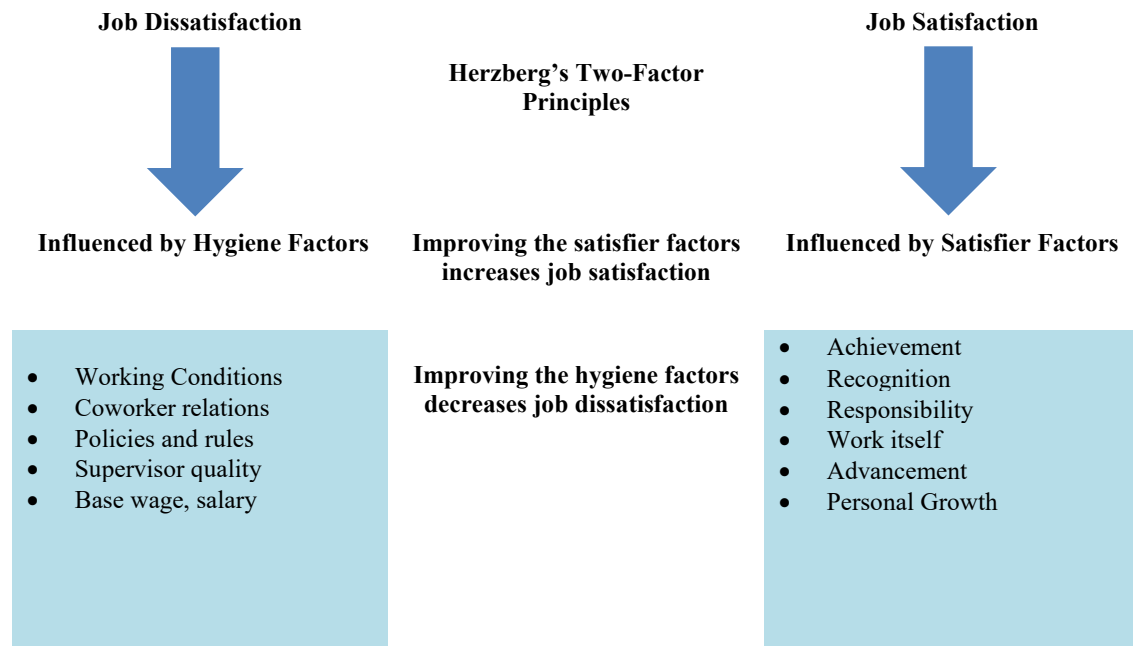 Job Dissatisfaction
Job Satisfaction
Herzberg’s Two-Factor
Principles
Influenced by Hygiene Factors
Improving the satisfier factors
increases job satisfaction
Influenced by Satisfier Factors
• Working Conditions
• Coworker relations
• Policies and rules
• Supervisor quality
• Base wage, salary
Improving the hygiene factors
decreases job dissatisfaction
• Achievement
• Recognition
• Responsibility
• Work itself
• Advancement
• Personal Growth